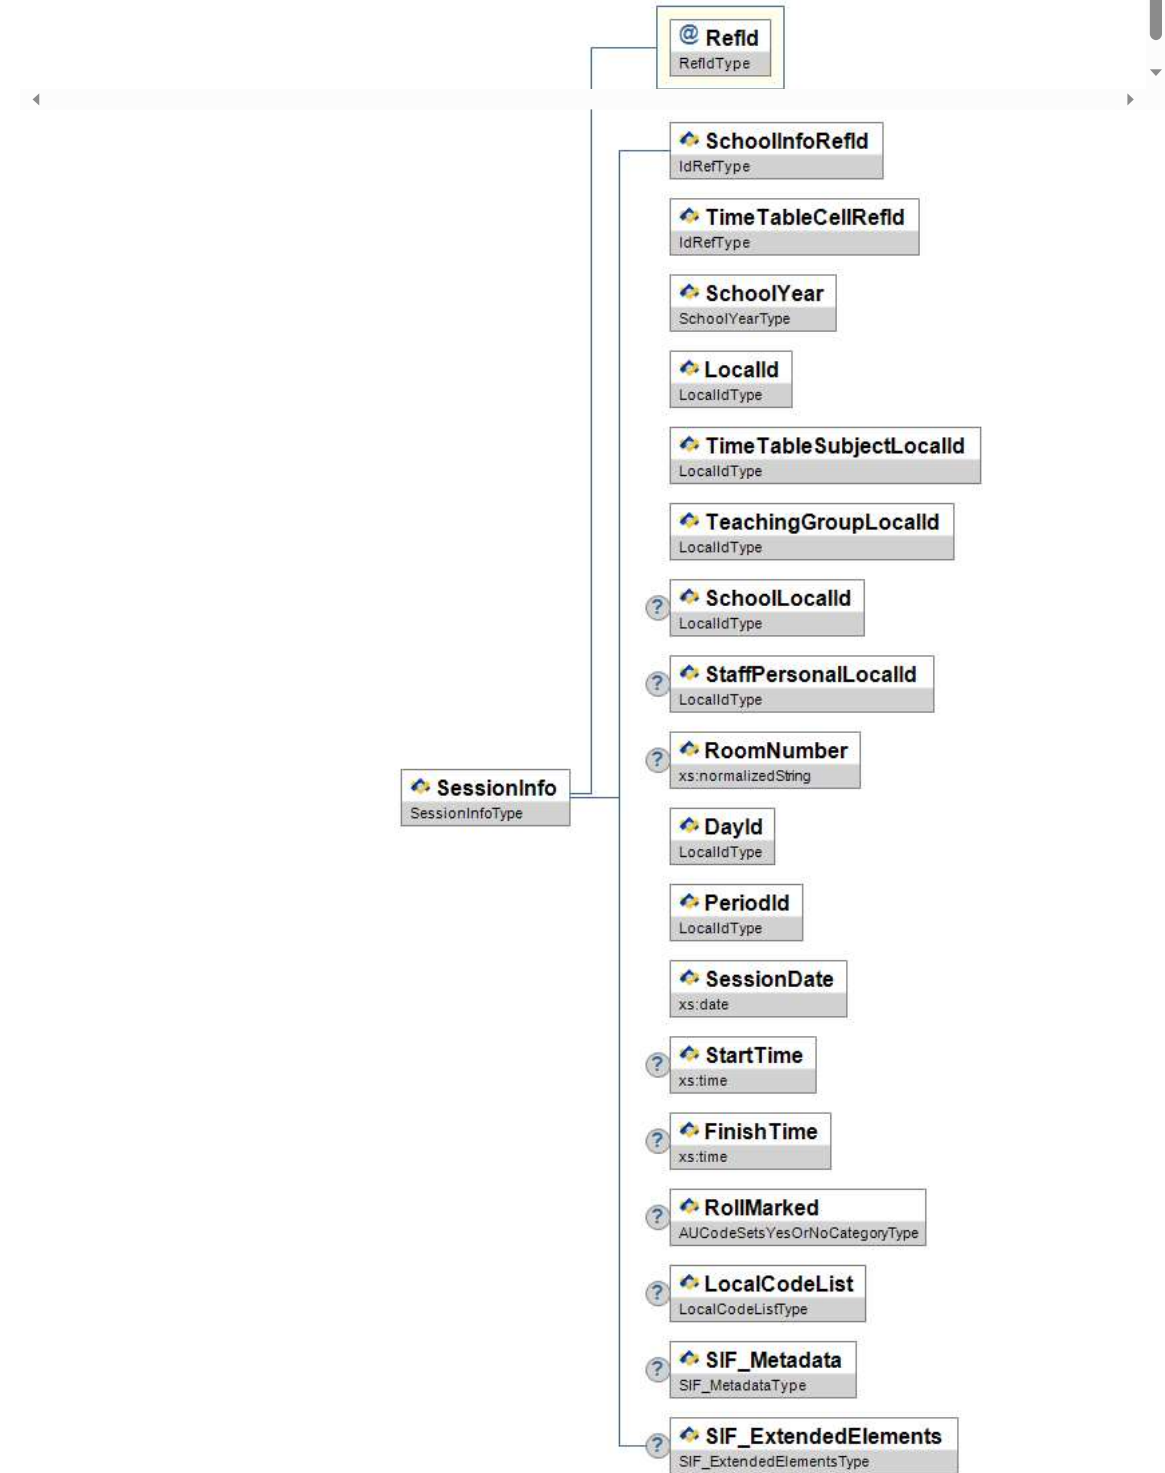 @ RefId
RefIdType
SchoolInfoRefId
IdRefType
TimeTableCellRefId
IdRefType
SchoolYear
SchoolYearType
LocalId
LocalIdType
TimeTableSubjectLocalId
LocalIdType
TeachingGroupLocalId
LocalIdType
? SchoolLocalId
LocalIdType
? StaffPersonalLocalId
LocalIdType
? RoomNumber
xs:normalizedString
SessionInfo
SessionInfoType
DayId
LocalIdType
PeriodId
LocalIdType
SessionDate
xs:date
? StartTime
xs:time
? FinishTime
xs:time
? RollMarked
AUCodeSetsYesOrNoCategoryType
? LocalCodeList
LocalCodeListType
? SIF_Metadata
SIF_MetadataType
? SIF_ExtendedElements
SIF_ExtendedElementsType